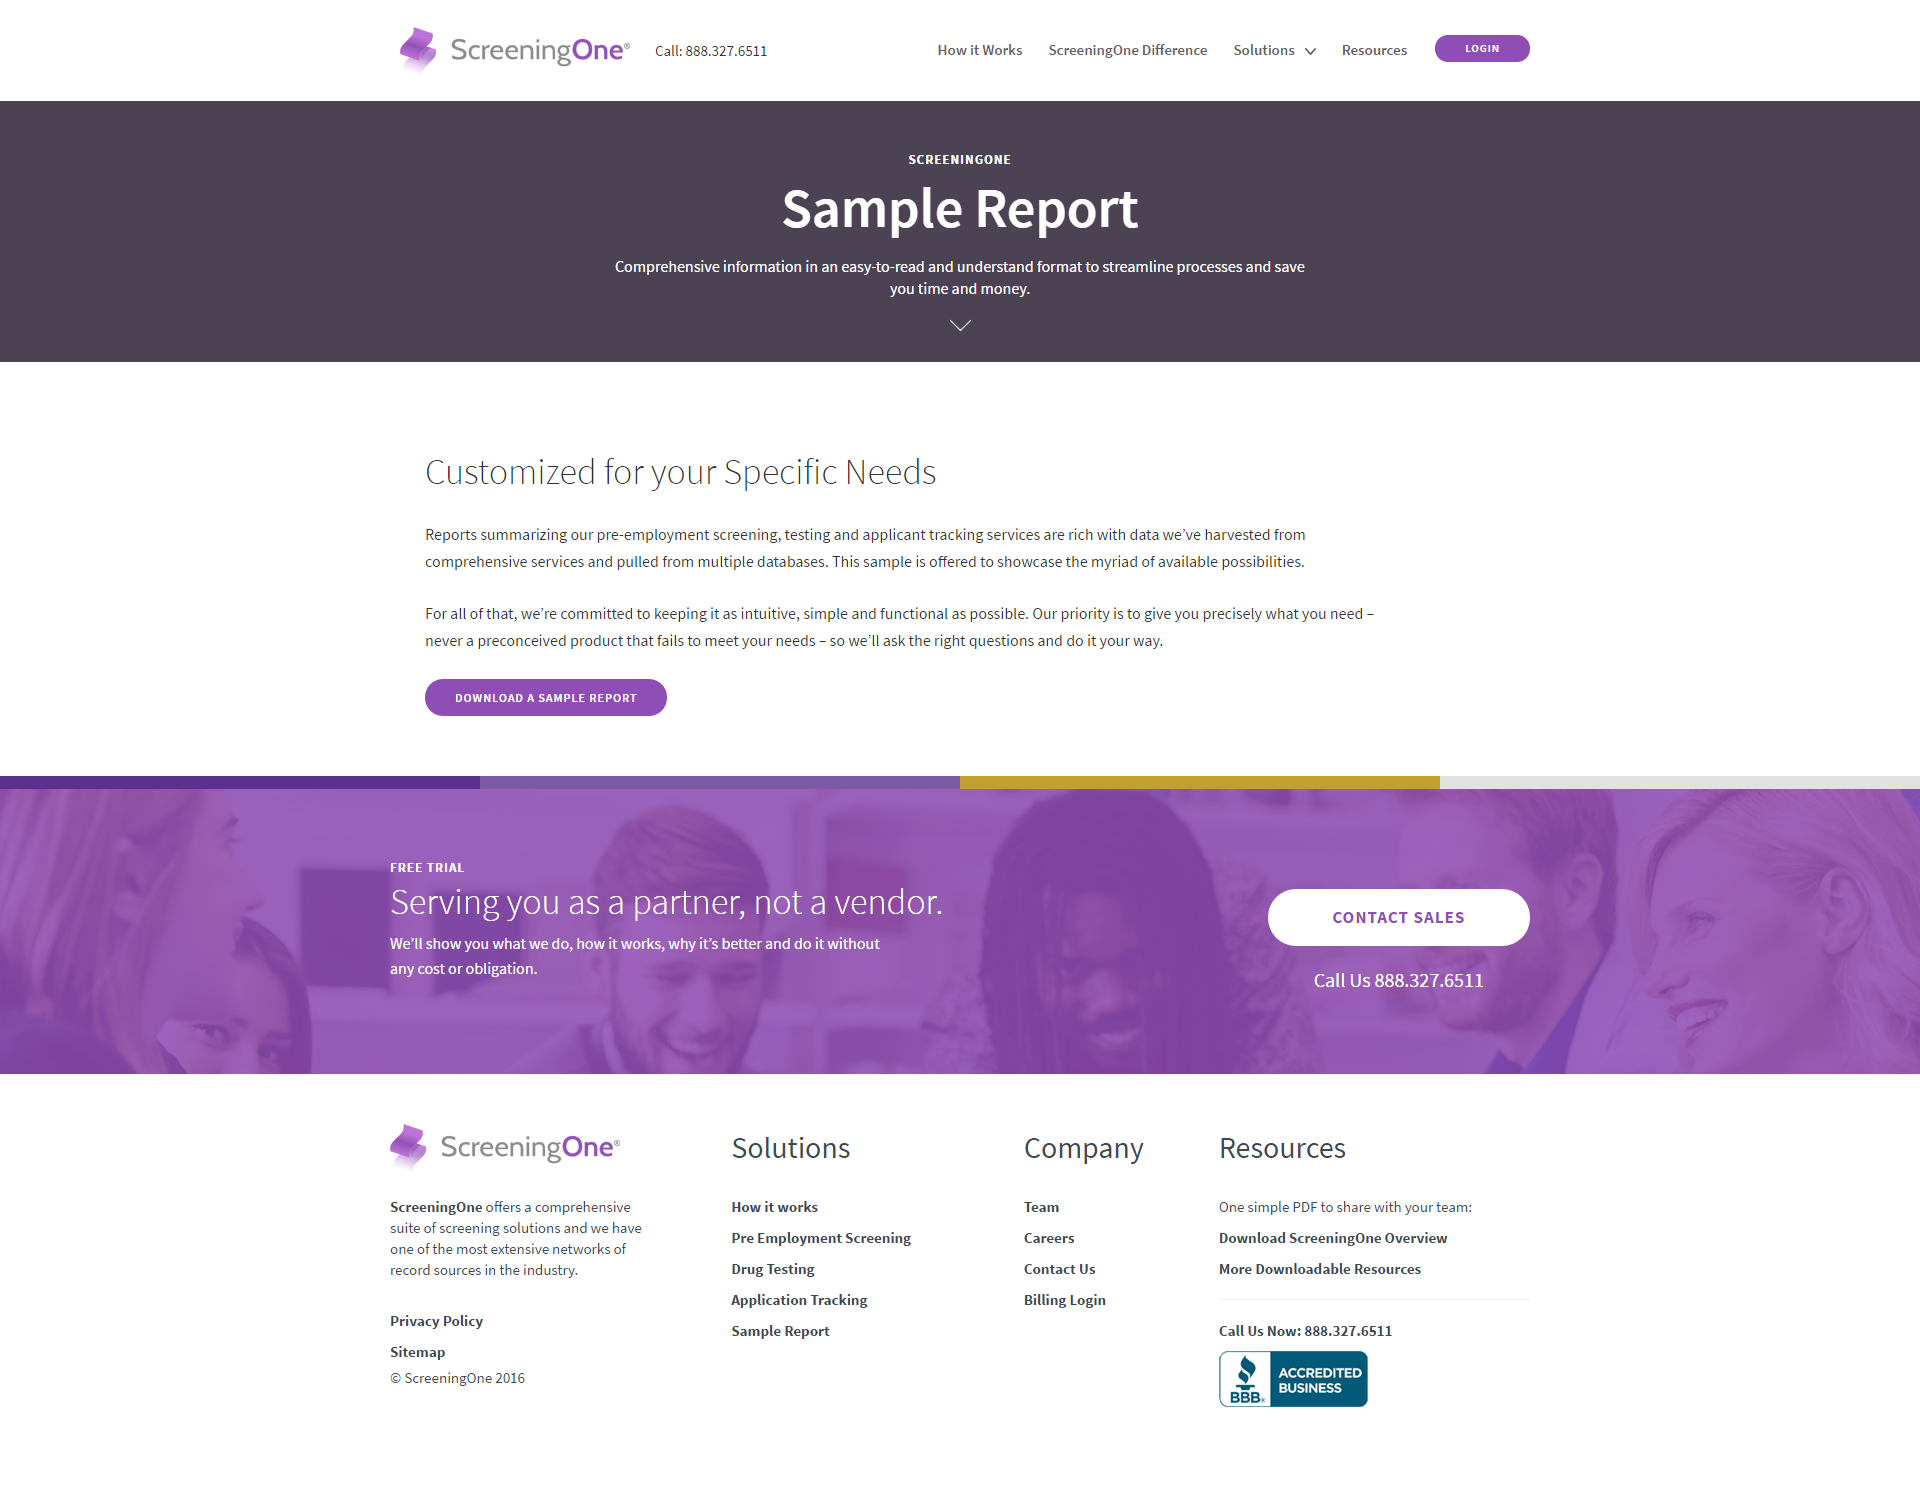 ScreeningOne®
Call: 888.327.6511
How it Works
ScreeningOne Difference
Solutions
Resources
LOGIN
SCREENINGONE
Sample Report
Comprehensive information in an easy-to-read and understand format to streamline processes and save
you time and money.
Customized for your Specific Needs
Reports summarizing our pre-employment screening, testing and applicant tracking services are rich with data we’ve harvested from
comprehensive services and pulled from multiple databases. This sample is offered to showcase the myriad of available possibilities.
For all of that, we’re committed to keeping it as intuitive, simple and functional as possible. Our priority is to give you precisely what you need –
never a preconceived product that fails to meet your needs – so we’ll ask the right questions and do it your way.
DOWNLOAD A SAMPLE REPORT
FREE TRIAL
Serving you as a partner, not a vendor.
We’ll show you what we do, how it works, why it’s better and do it without
any cost or obligation.
CONTACT SALES
Call Us 888.327.6511
ScreeningOne®
ScreeningOne offers a comprehensive
suite of screening solutions and we have
one of the most extensive networks of
record sources in the industry.
Privacy Policy
Sitemap
© ScreeningOne 2016
Solutions
How it works
Pre Employment Screening
Drug Testing
Application Tracking
Sample Report
Company
Team
Careers
Contact Us
Billing Login
Resources
One simple PDF to share with your team:
Download ScreeningOne Overview
More Downloadable Resources
Call Us Now: 888.327.6511
BBB®
ACCREDITED
BUSINESS